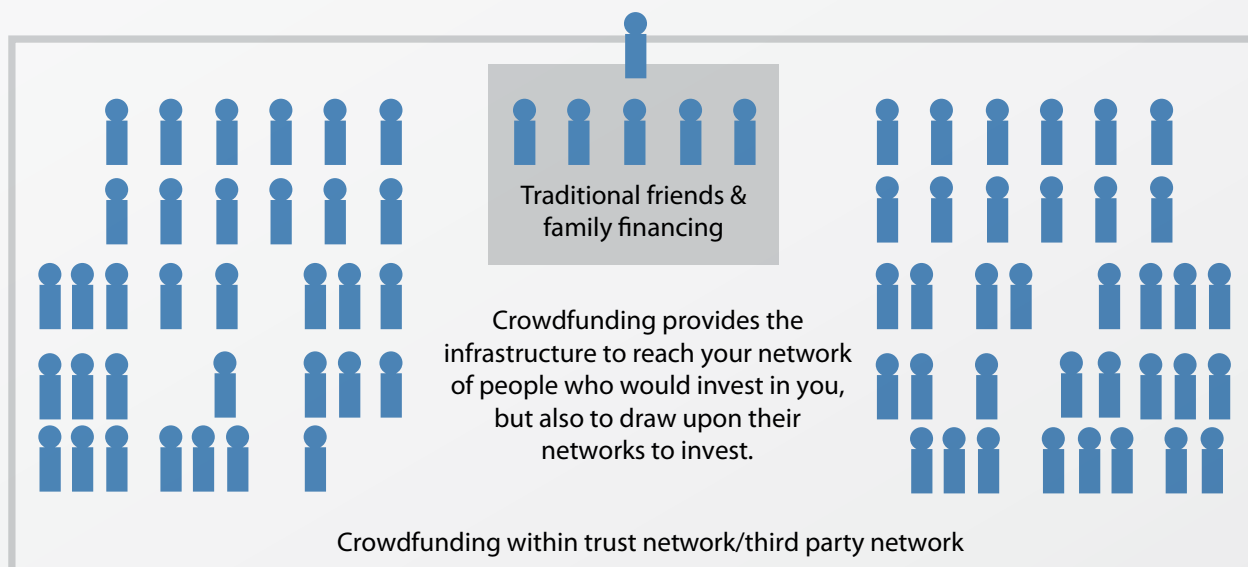 Traditional friends &
family financing
Crowdfunding provides the
infrastructure to reach your network
of people who would invest in you,
but also to draw upon their
networks to invest.
Crowdfunding within trust network/third party network